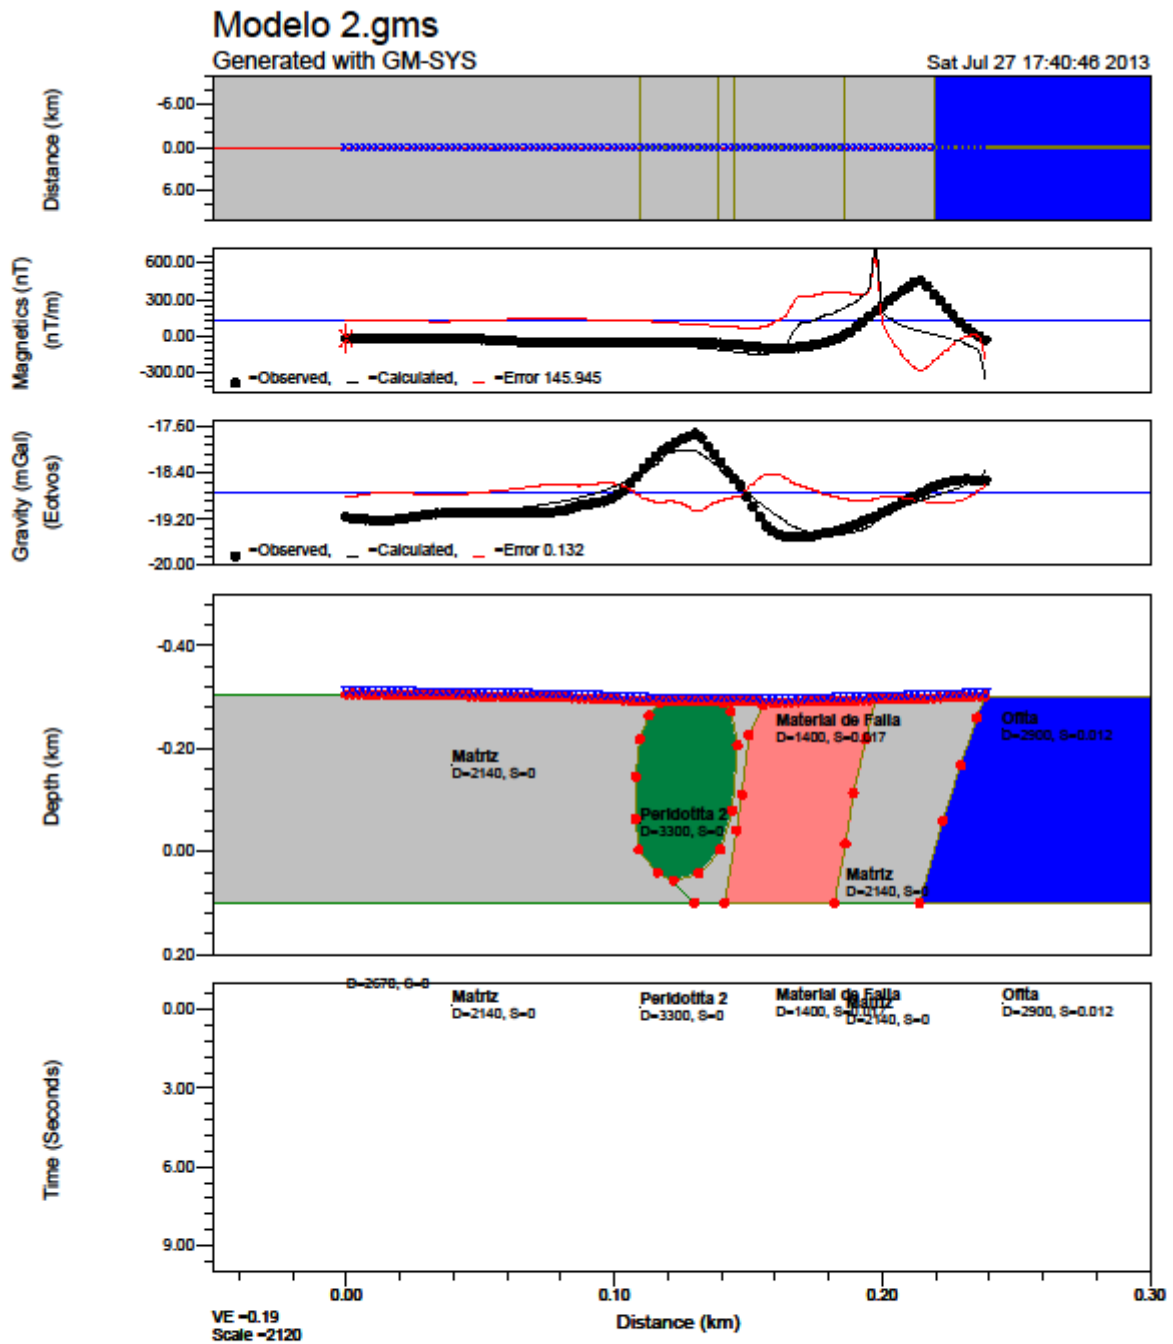 Modelo 2.gms
Generated with GM-SYS
Sat Jul 27 17:40:46 2013
Distance (km)
-6.00
0.00
6.00
Magnetics (nT)
(nT/m)
600.00
300.00
0.00
-300.00
=Observed, =Calculated, =Error 145.945
Gravity (mGal)
(Eotvos)
-17.60
-18.40
-19.20
-20.00
=Observed, =Calculated, =Error 0.132
Depth (km)
-0.40
-0.20
0.00
0.20
Matriz
D=2140, S=0
Peridotita 2
D=3300, S=0
Material de Falla
D=1400, S=0.017
Matriz
D=2140, S=0
Ofita
D=2900, S=0.012
Time (Seconds)
0.00
3.00
6.00
9.00
D=2670, S=0
Matriz
D=2140, S=0
Peridotita 2
D=3300, S=0
Material de Falla
D=1400, S=0.017
Matriz
D=2140, S=0
Ofita
D=2900, S=0.012
0.00
0.10
0.20
0.30
Distance (km)
VE =0.19
Scale =2120